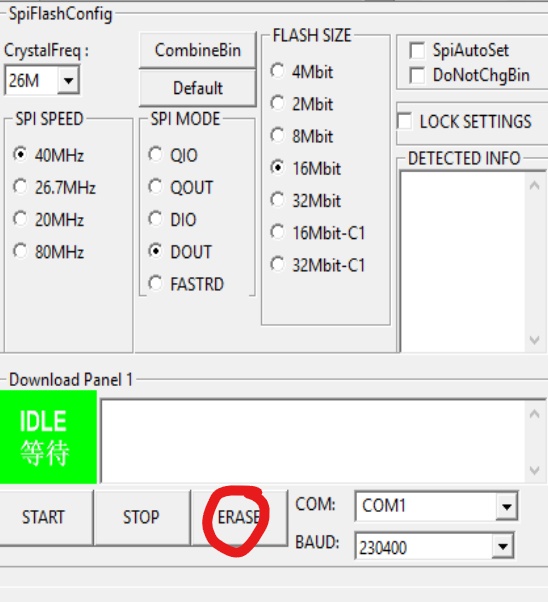 SpiFlashConfig
CrystalFreq :
26M
CombineBin
Default
SPI SPEED
40MHz
26.7MHz
20MHz
80MHz
SPI MODE
QIO
QOUT
DIO
DOUT
FASTRD
FLASH SIZE
4Mbit
2Mbit
8Mbit
16Mbit
32Mbit
16Mbit-C1
32Mbit-C1
SpiAutoSet
DoNotChgBin
LOCK SETTINGS
DETECTED INFO
Download Panel 1
IDLE
等待
START
STOP
ERASE
COM:
COM1
BAUD:
230400